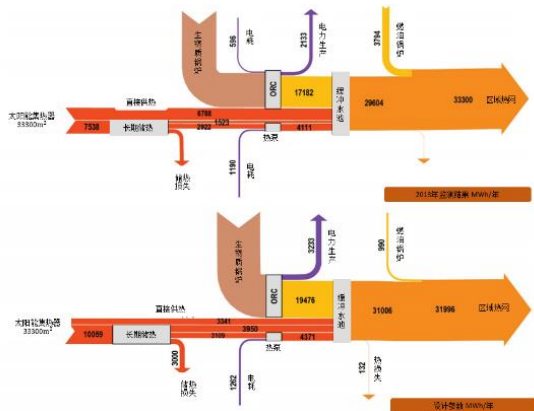 电耗
596
2133
电力生产
3794
燃油锅炉
生物质锅炉
ORC
17182
缓冲水池
29604
33300
区域热网
直接供热
太阳能集热器
33300m²
6788
1523
7538
长期储热
2922
热泵
4111
储热
损失
1190
电耗
2018年监测能量 MWh/年
3233
电力生产
990
燃油锅炉
生物质锅炉
ORC
19476
缓冲水池
31006
31996
区域热网
直接供热
太阳能集热器
33300m²
3341
3950
10059
长期储热
3109
热泵
4371
3000
储热
损失
1262
电耗
132
热损失
设计参数 MWh/年